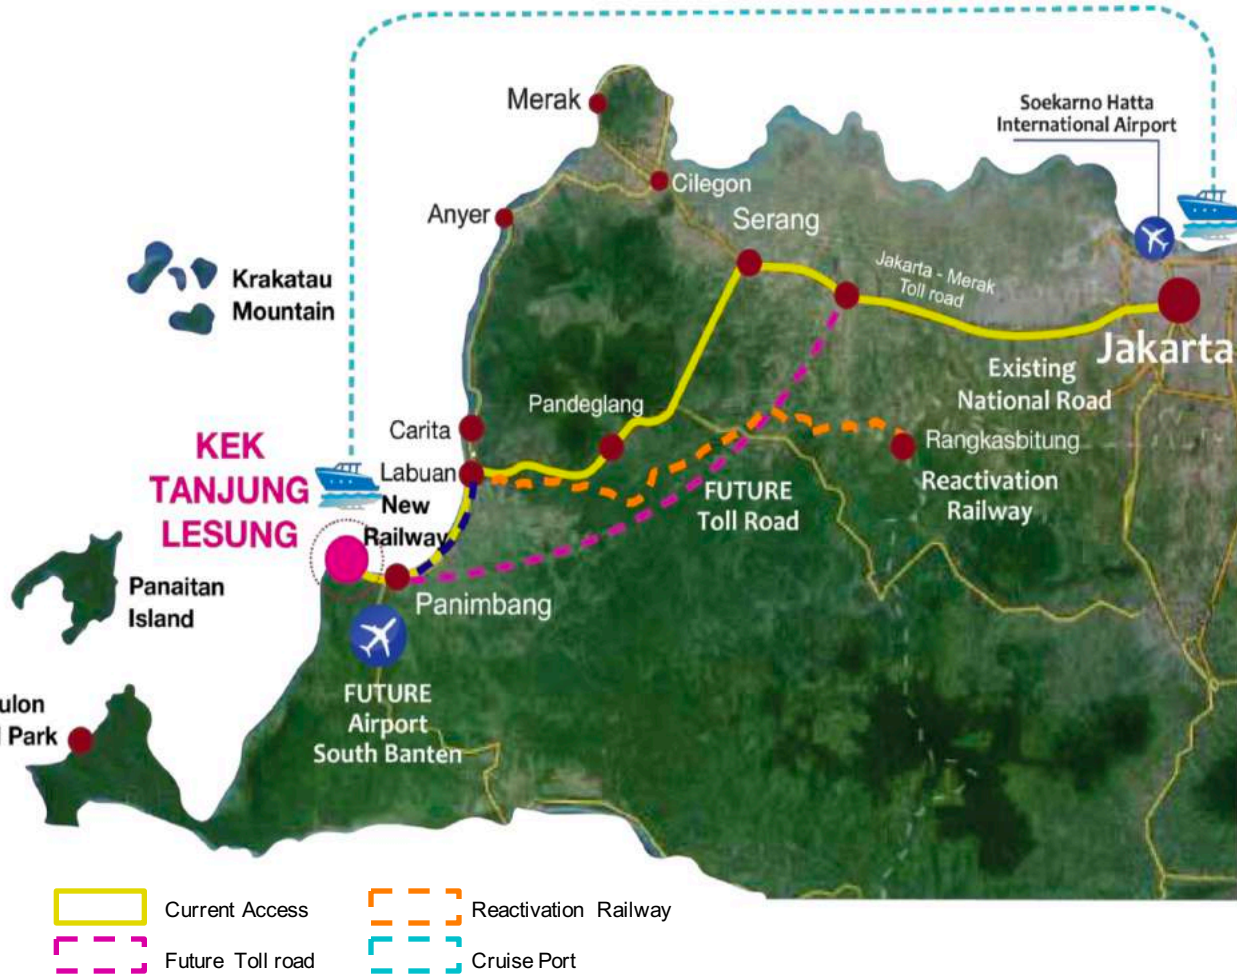 Merak
Soekarno Hatta
International Airport
Cilegon
Anyer
Serang
Jakarta - Merak
Toll road
Krakatau
Mountain
Jakarta
Existing
National Road
Pandeglang
Carita
Rangkasbitung
KEK
TANJUNG
LESUNG
Labuan
New
Railway
FUTURE
Toll Road
Reactivation
Railway
Panaitan
Island
Panimbang
FUTURE
Airport
South Banten
ulon
Park
Current Access
Reactivation Railway
Future Toll road
Cruise Port